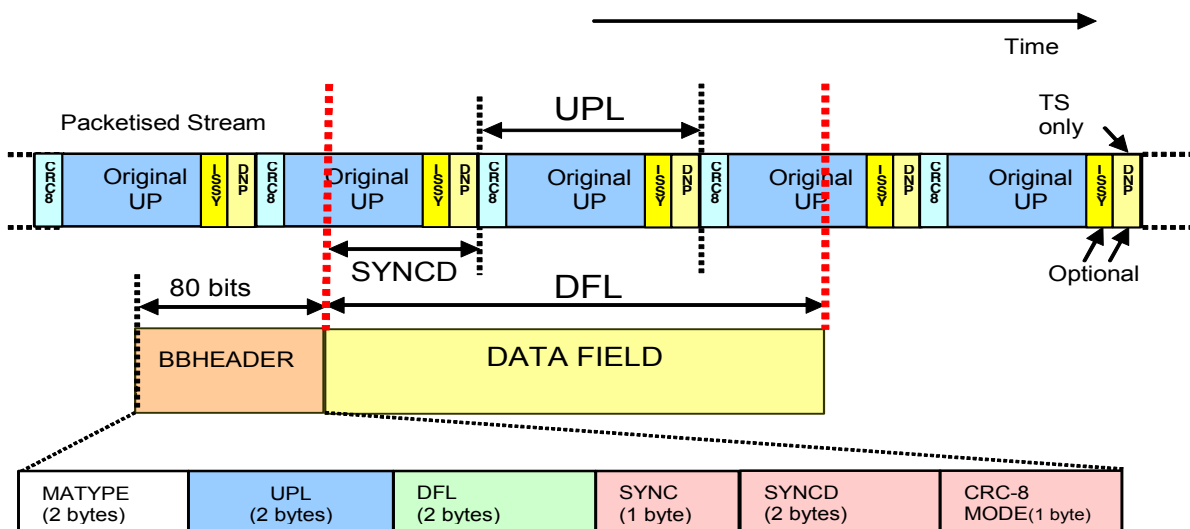 Time
UPL
TS
only
Packetised Stream
CRC8
Original
UP
ISSY
DNP
CRC8
Original
UP
ISSY
DNP
CRC8
Original
UP
ISSY
DNP
CRC8
Original
UP
ISSY
DNP
CRC8
Original
UP
ISSY
DNP
SYNCD
Optional
80 bits
DFL
BBHEADER
DATA FIELD
MATYPE
(2 bytes)
UPL
(2 bytes)
DFL
(2 bytes)
SYNC
(1 byte)
SYNCD
(2 bytes)
CRC-8
MODE(1 byte)